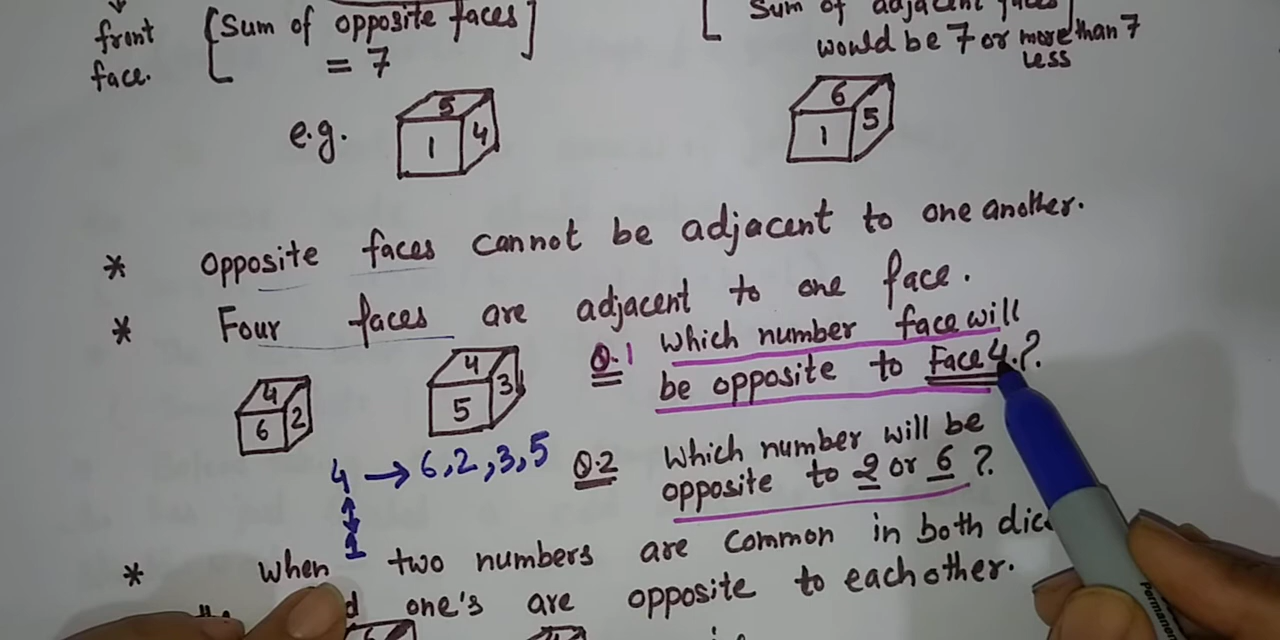 front [Sum of opposite faces]
face. = 7
[Sum of adjacent faces]
would be 7 or more than 7
less
e.g.
5
1 4
6
1 5
* Opposite faces cannot be adjacent to one another.
* Four faces are adjacent to one face.
4
6 2
4
5 3
Q.1 Which number face will
be opposite to Face 4.?
4 → 6,2,3,5
1
Q.2 Which number will be
opposite to 2 or 6 ?
* When two numbers are common in both
one's are opposite to each other.
Permanent